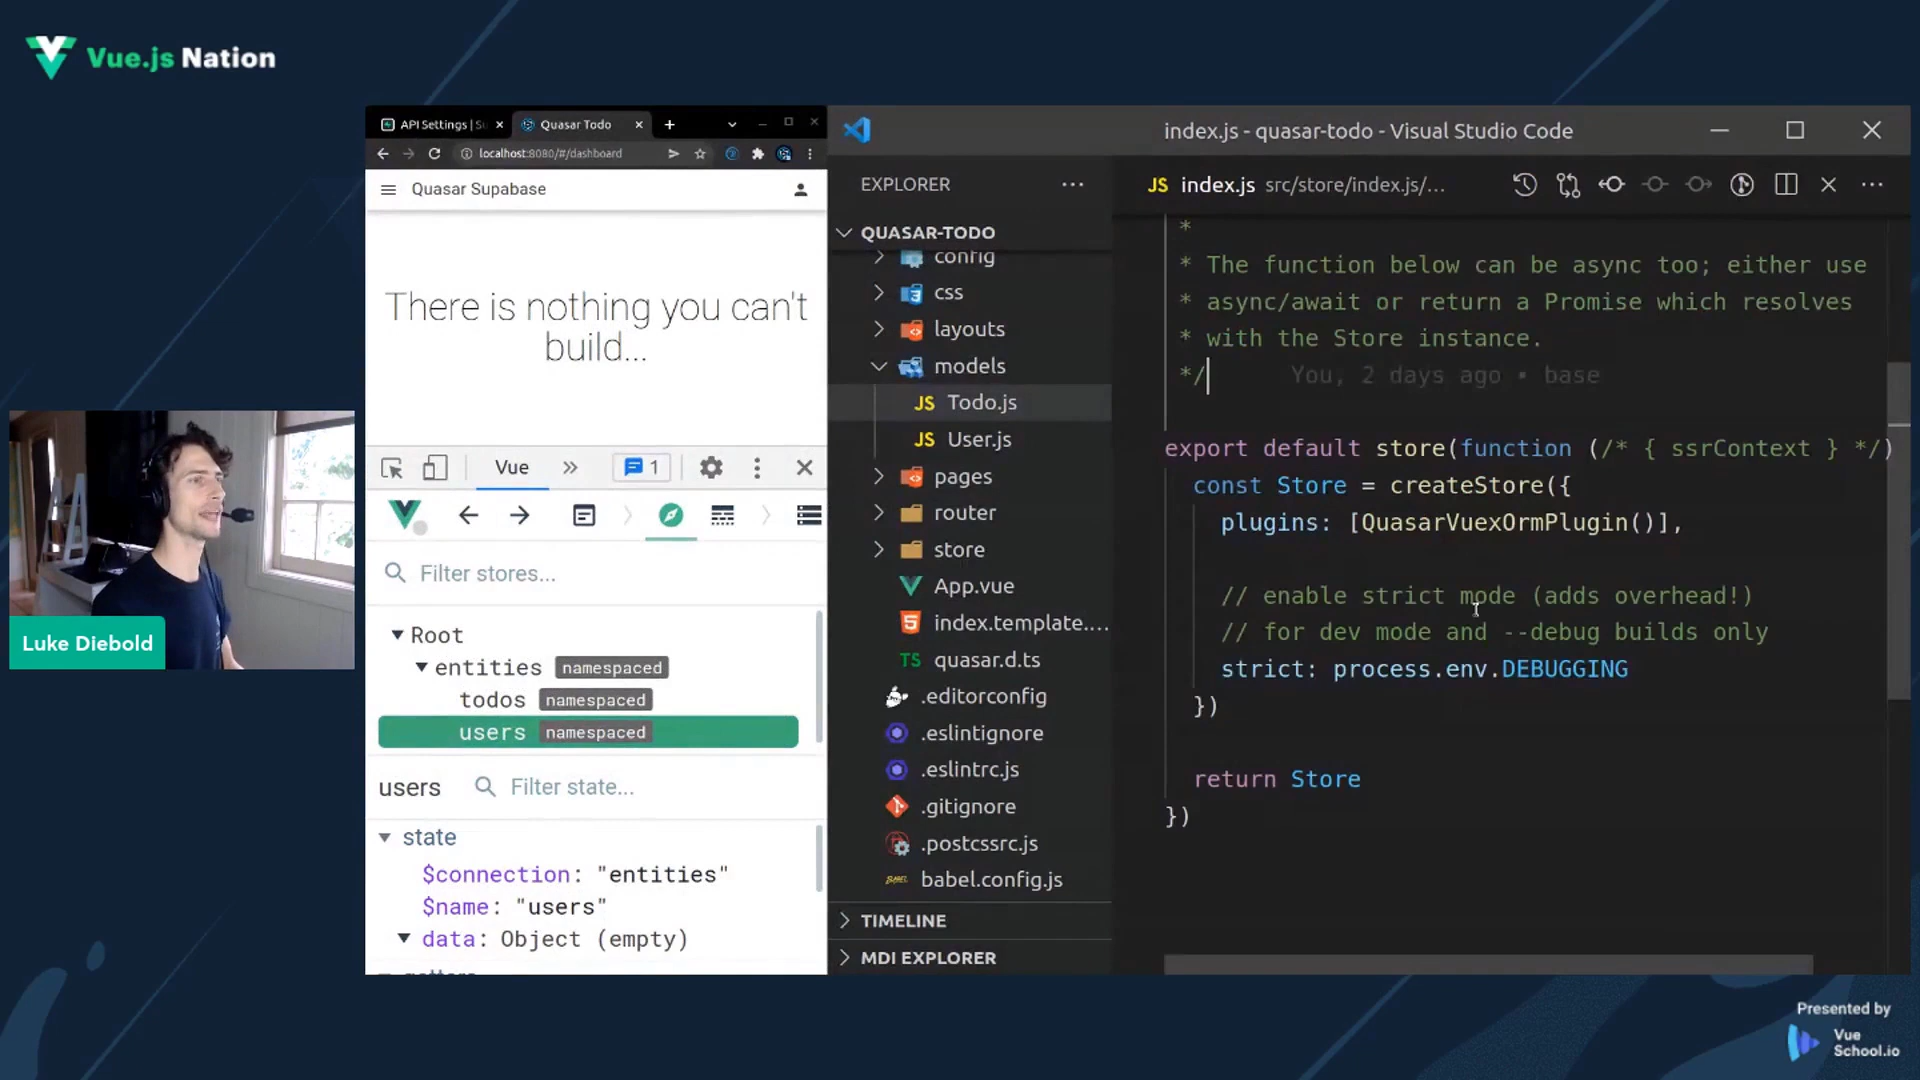 Vue.js Nation
API Settings | Su
Quasar Todo
localhost:8080/#/dashboard
Quasar Supabase
There is nothing you can't
build...
Vue
1
Filter stores...
Root
entities namespaced
todos namespaced
users namespaced
users
Filter state...
state
$connection: "entities"
$name: "users"
data: Object (empty)
Luke Diebold
index.js - quasar-todo - Visual Studio Code
EXPLORER
QUASAR-TODO
config
css
layouts
models
JS Todo.js
JS User.js
pages
router
store
App.vue
index.template....
TS quasar.d.ts
.editorconfig
.eslintignore
.eslintrc.js
.gitignore
.postcssrc.js
babel.config.js
TIMELINE
MDI EXPLORER
JS index.js src/store/index.js/...
*
* The function below can be async too; either use
* async/await or return a Promise which resolves
* with the Store instance.
*/ You, 2 days ago • base
export default store(function (/* { ssrContext } */)
const Store = createStore({
plugins: [QuasarVuexOrmPlugin()],
// enable strict mode (adds overhead!)
// for dev mode and --debug builds only
strict: process.env.DEBUGGING
})
return Store
})
Presented by
Vue
School.io